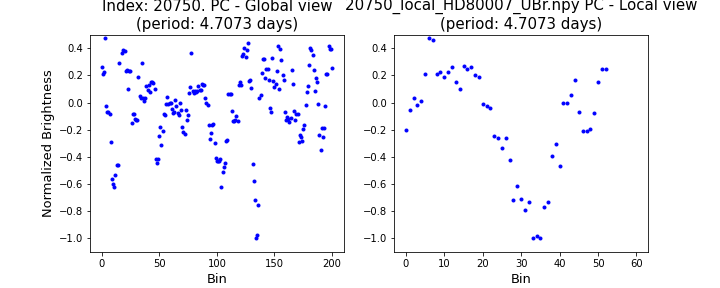 Index: 20750. PC - Global view
(period: 4.7073 days)
20750_local_HD80007_UBr.npy PC - Local view
(period: 4.7073 days)
Normalized Brightness
0.4
0.2
0.0
−0.2
−0.4
−0.6
−0.8
−1.0
0 50 100 150 200
Bin
0.4
0.2
0.0
−0.2
−0.4
−0.6
−0.8
−1.0
0 10 20 30 40 50 60
Bin